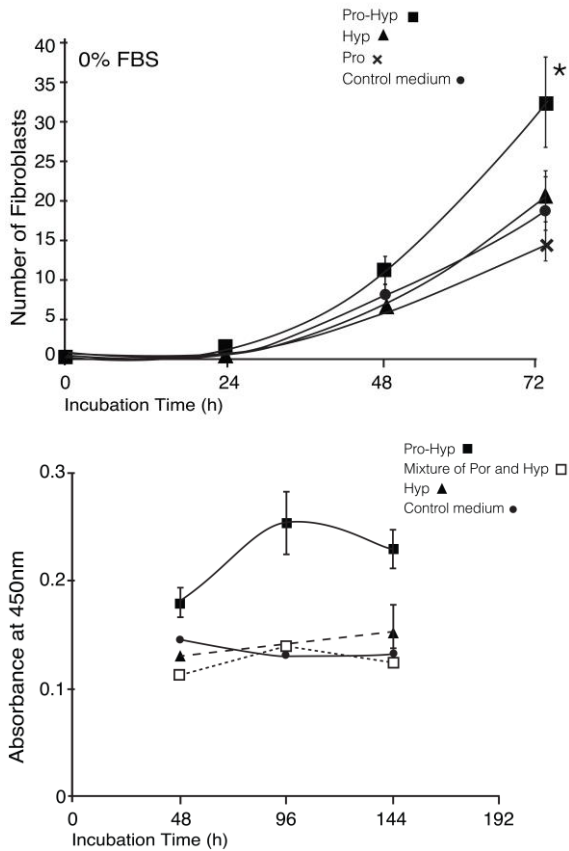 Pro-Hyp
Hyp
Pro
Control medium
0% FBS
*
40
35
30
25
20
15
10
5
0
Number of Fibroblasts
0 24 48 72
Incubation Time (h)
Pro-Hyp
Mixture of Por and Hyp
Hyp
Control medium
0.3
0.2
0.1
0
Absorbance at 450nm
0 48 96 144 192
Incubation Time (h)